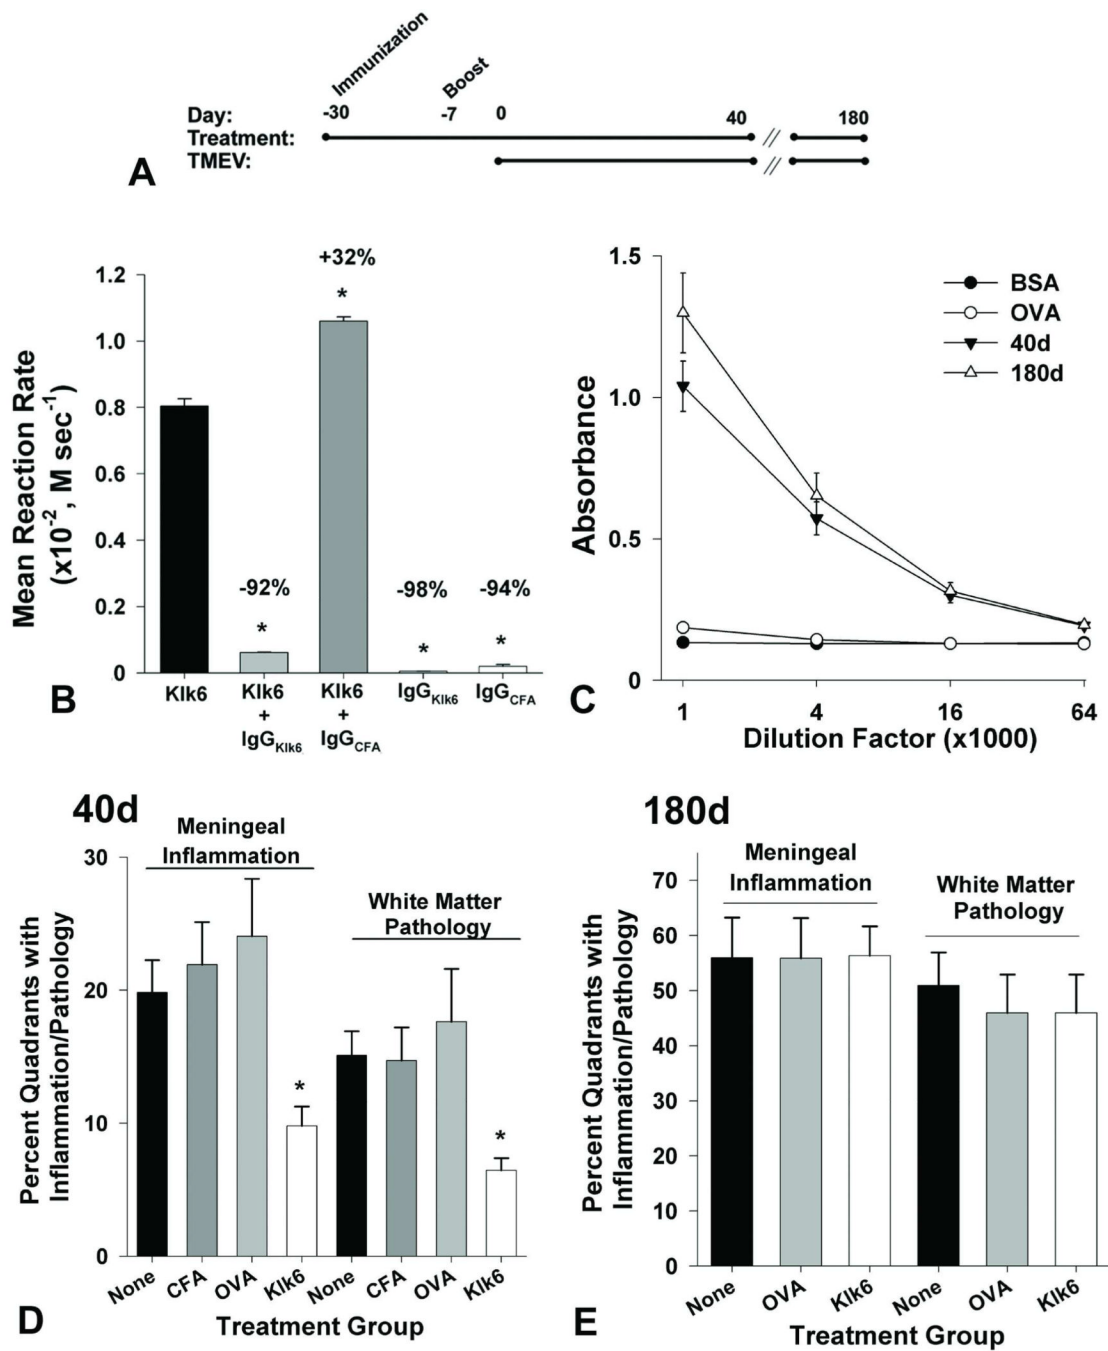 Immunization
Boost
Day: -30 -7 0 40 180
Treatment:
TMEV:
A
Mean Reaction Rate
(x10-2, M sec-1)
1.2
1.0
0.8
0.6
0.4
0.2
0
-92%
*
+32%
*
-98%
*
-94%
*
Klk6
Klk6
+
IgGKlk6
Klk6
+
IgGCFA
IgGKlk6
IgGCFA
B
Absorbance
1.5
1.0
0.5
0
BSA
OVA
40d
180d
1 4 16 64
Dilution Factor (x1000)
C
40d
Percent Quadrants with
Inflammation/Pathology
30
20
10
0
Meningeal
Inflammation
White Matter
Pathology
*
*
None CFA OVA Klk6 None CFA OVA Klk6
Treatment Group
D
180d
Percent Quadrants with
Inflammation/Pathology
70
60
50
40
30
20
10
0
Meningeal
Inflammation
White Matter
Pathology
None OVA Klk6 None OVA Klk6
Treatment Group
E